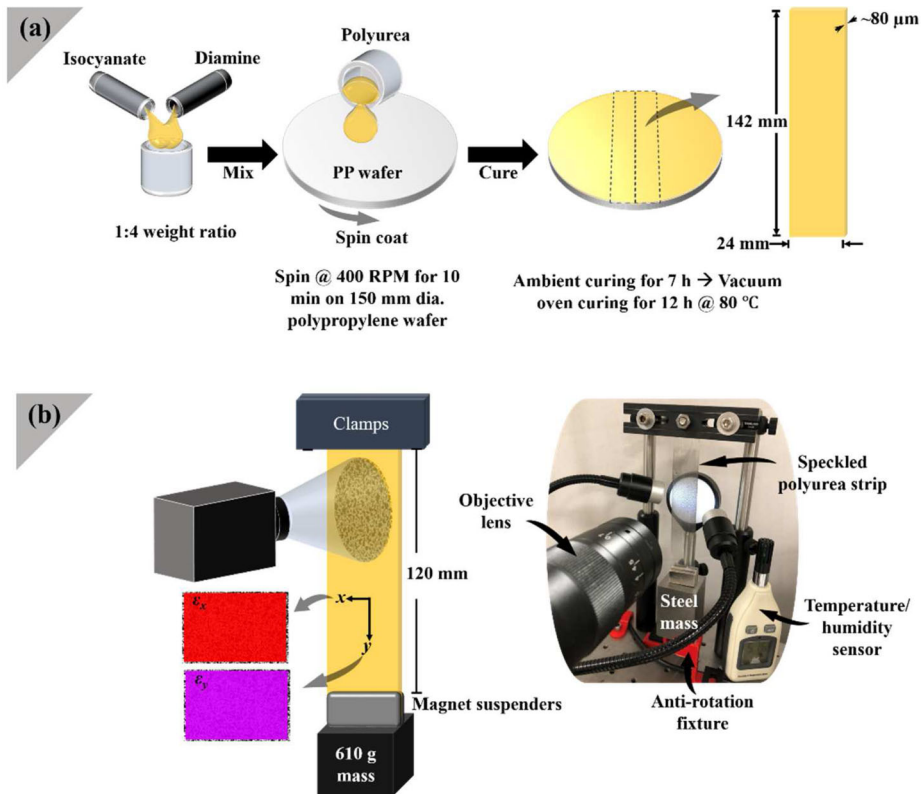 (a)
Isocyanate
Diamine
1:4 weight ratio
Mix
Polyurea
PP wafer
Spin coat
Spin @ 400 RPM for 10
min on 150 mm dia.
polypropylene wafer
Cure
Ambient curing for 7 h → Vacuum
oven curing for 12 h @ 80 ℃
~80 µm
142 mm
24 mm
(b)
Clamps
120 mm
εx
x
y
εy
Magnet suspenders
610 g
mass
Objective
lens
Speckled
polyurea strip
Steel
mass
Temperature/
humidity
sensor
Anti-rotation
fixture